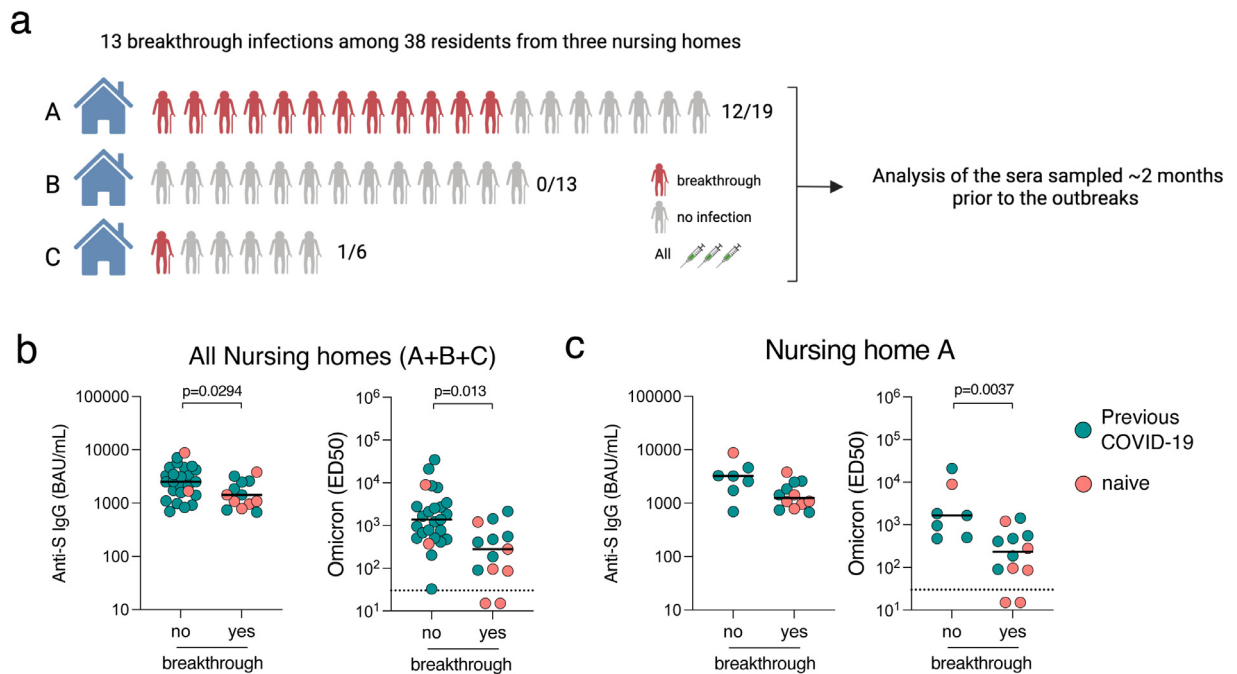 a
13 breakthrough infections among 38 residents from three nursing homes
A
12/19
B
0/13
C
1/6
breakthrough
no infection
All
Analysis of the sera sampled ~2 months
prior to the outbreaks
b
All Nursing homes (A+B+C)
Anti-S IgG (BAU/mL)
100000
10000
1000
100
10
p=0.0294
no
yes
breakthrough
Omicron (ED50)
10⁶
10⁵
10⁴
10³
10²
10¹
p=0.013
no
yes
breakthrough
c
Nursing home A
Anti-S IgG (BAU/mL)
100000
10000
1000
100
10
no
yes
breakthrough
Omicron (ED50)
10⁶
10⁵
10⁴
10³
10²
10¹
p=0.0037
no
yes
breakthrough
Previous
COVID-19
naive